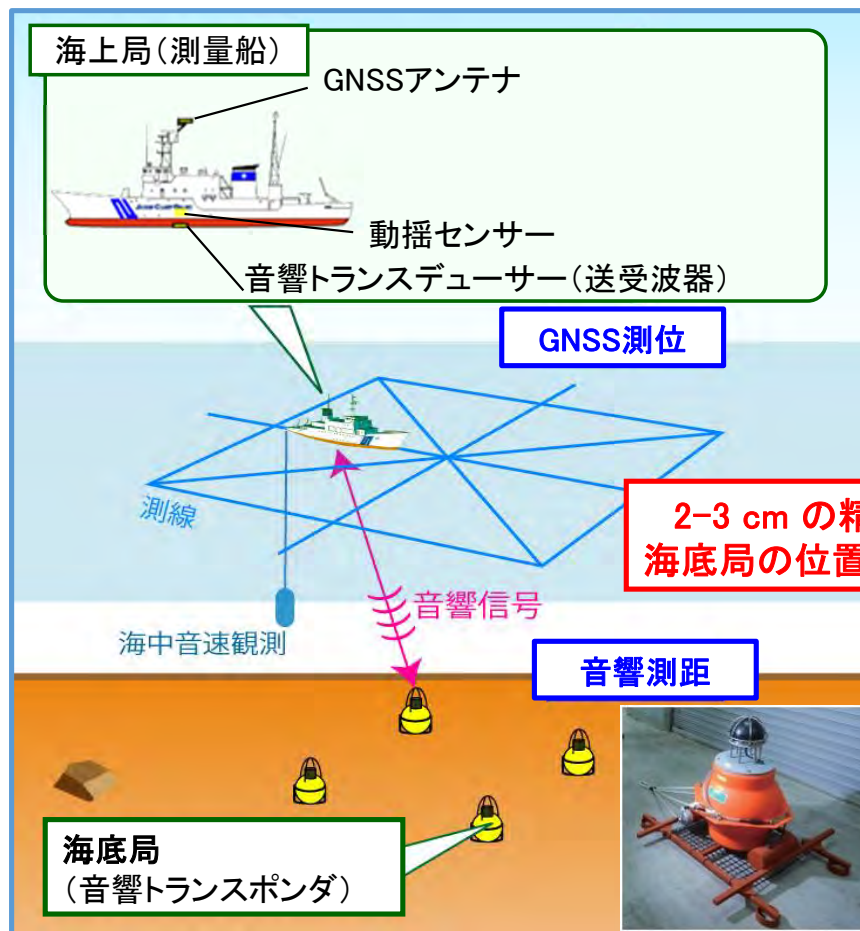 海上局(測量船)
GNSSアンテナ
動揺センサー
音響トランスデューサー(送受波器)
GNSS測位
測線
2-3 cm の精
海底局の位置
音響信号
海中音速観測
音響測距
海底局
(音響トランスポンダ)